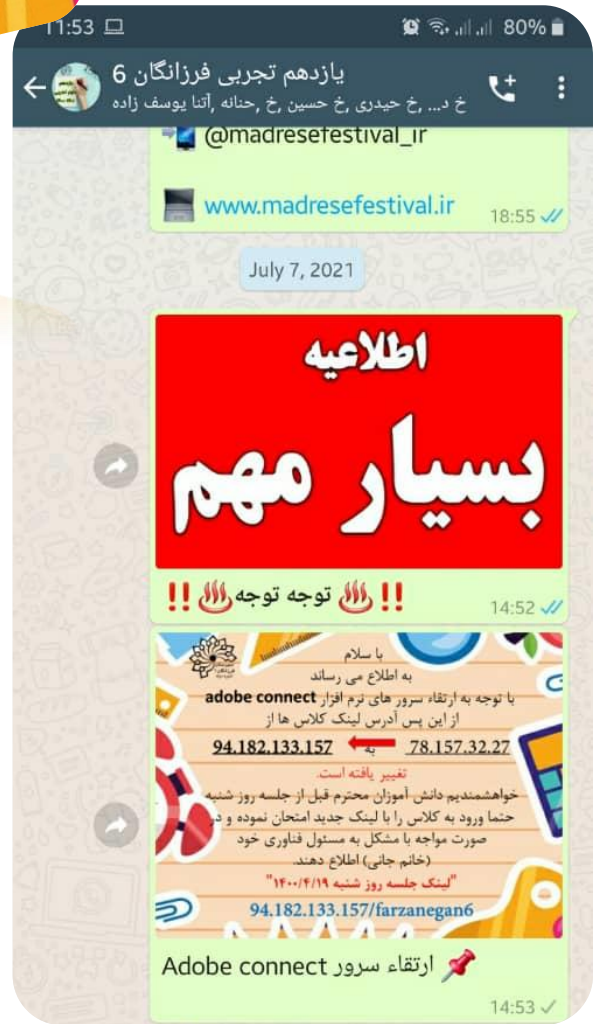 11:53
80%
یازدهم تجربی فرزانگان 6
خ د... ,خ حیدری ,خ حسین ,خ ,حنانه ,آتنا یوسف زاده
@madresefestival_ir
www.madresefestival.ir
18:55
July 7, 2021
اطلاعیه
بسیار مهم
‼️♨️ توجه توجه♨️‼️
14:52
با سلام
به اطلاع می رساند
با توجه به ارتقاء سرور های نرم افزار adobe connect
از این پس آدرس لینک کلاس ها از
78.157.32.27 به 94.182.133.157
تغییر یافته است.
خواهشمندیم دانش آموزان محترم قبل از جلسه روز شنبه
حتما ورود به کلاس را با لینک جدید امتحان نموده و در
صورت مواجه با مشکل به مسئول فناوری خود
(خانم جانی) اطلاع دهند.
"لینک جلسه روز شنبه ۱۴۰۰/۴/۱۹"
94.182.133.157/farzanegan6
📌 ارتقاء سرور Adobe connect
14:53